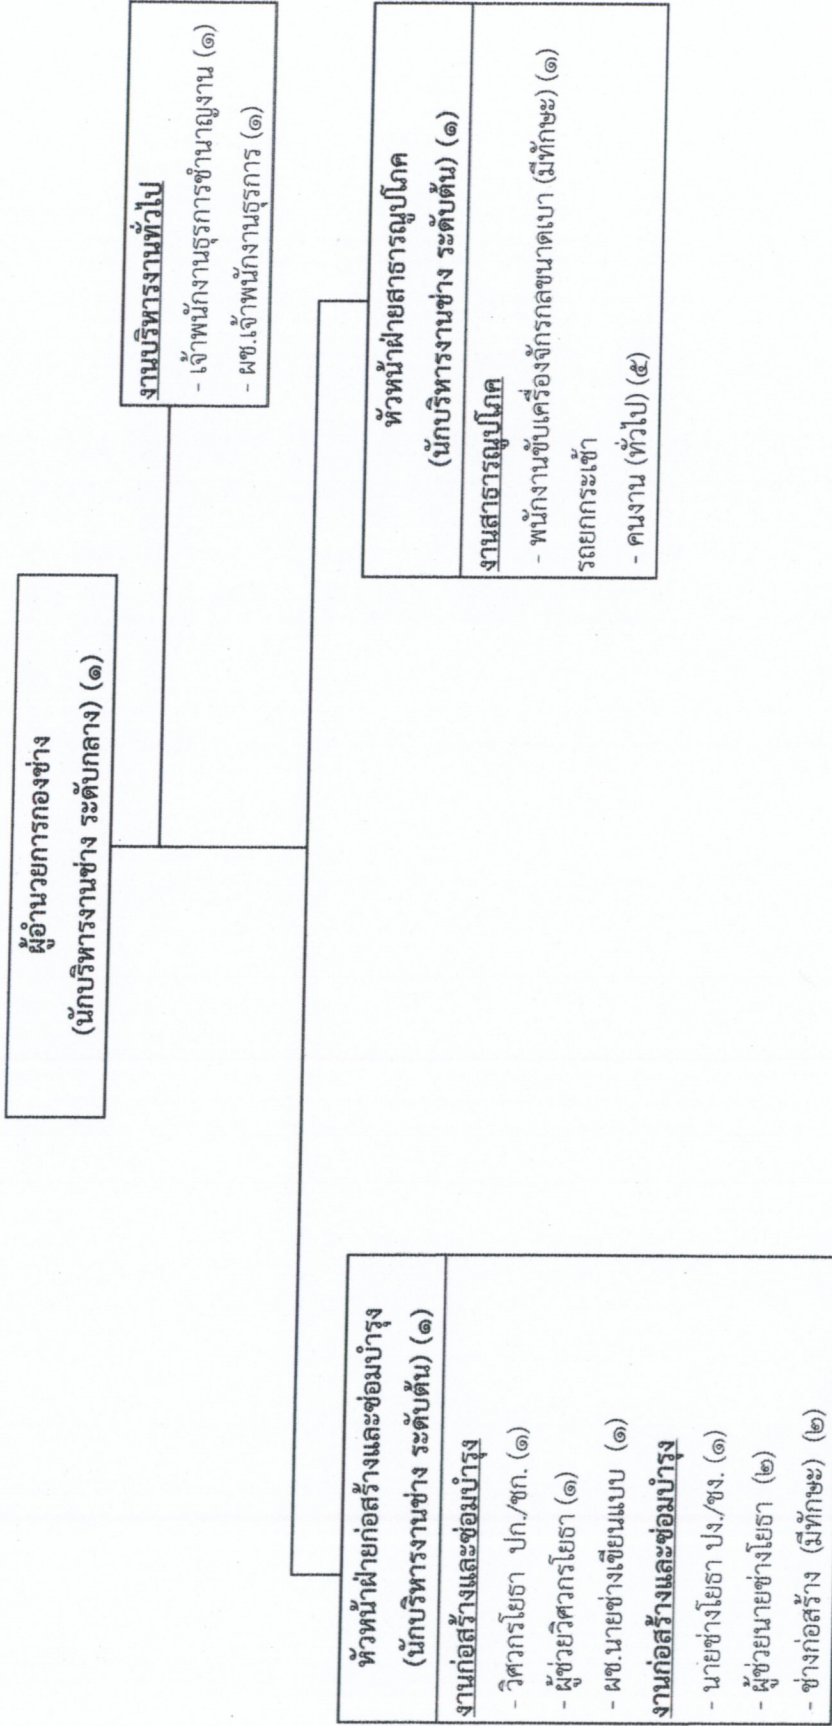 ผู้อำนวยการกองช่าง
(นักบริหารงานช่าง ระดับกลาง) (๑)
งานบริหารงานทั่วไป
- เจ้าพนักงานธุรการชำนาญงาน (๑)
- ผช.เจ้าพนักงานธุรการ (๑)
หัวหน้าฝ่ายก่อสร้างและซ่อมบำรุง
(นักบริหารงานช่าง ระดับต้น) (๑)
งานก่อสร้างและซ่อมบำรุง
- วิศวกรโยธา ปก./ชก. (๑)
- ผู้ช่วยวิศวกรโยธา (๑)
- ผช.นายช่างเขียนแบบ (๑)
งานก่อสร้างและซ่อมบำรุง
- นายช่างโยธา ปง./ชง. (๑)
- ผู้ช่วยนายช่างโยธา (๒)
- ช่างก่อสร้าง (มีทักษะ) (๒)
หัวหน้าฝ่ายสาธารณูปโภค
(นักบริหารงานช่าง ระดับต้น) (๑)
งานสาธารณูปโภค
- พนักงานขับเครื่องจักรกลขนาดเบา (มีทักษะ) (๑)
รถยกกระเช้า
- คนงาน (ทั่วไป) (๕)